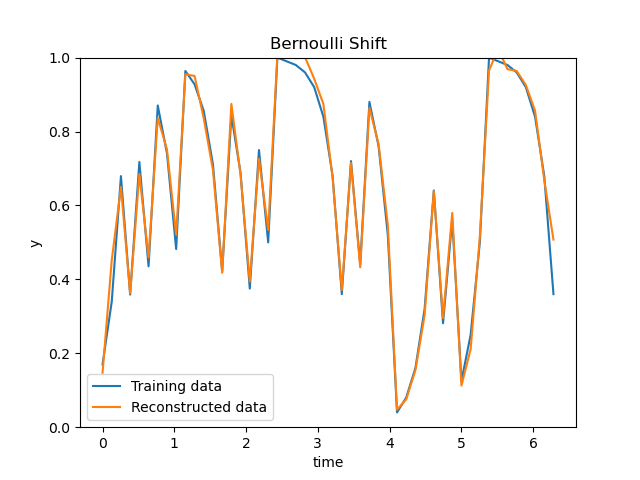 Bernoulli Shift
y
1.0
0.8
0.6
0.4
0.2
0.0
Training data
Reconstructed data
0 1 2 3 4 5 6
time